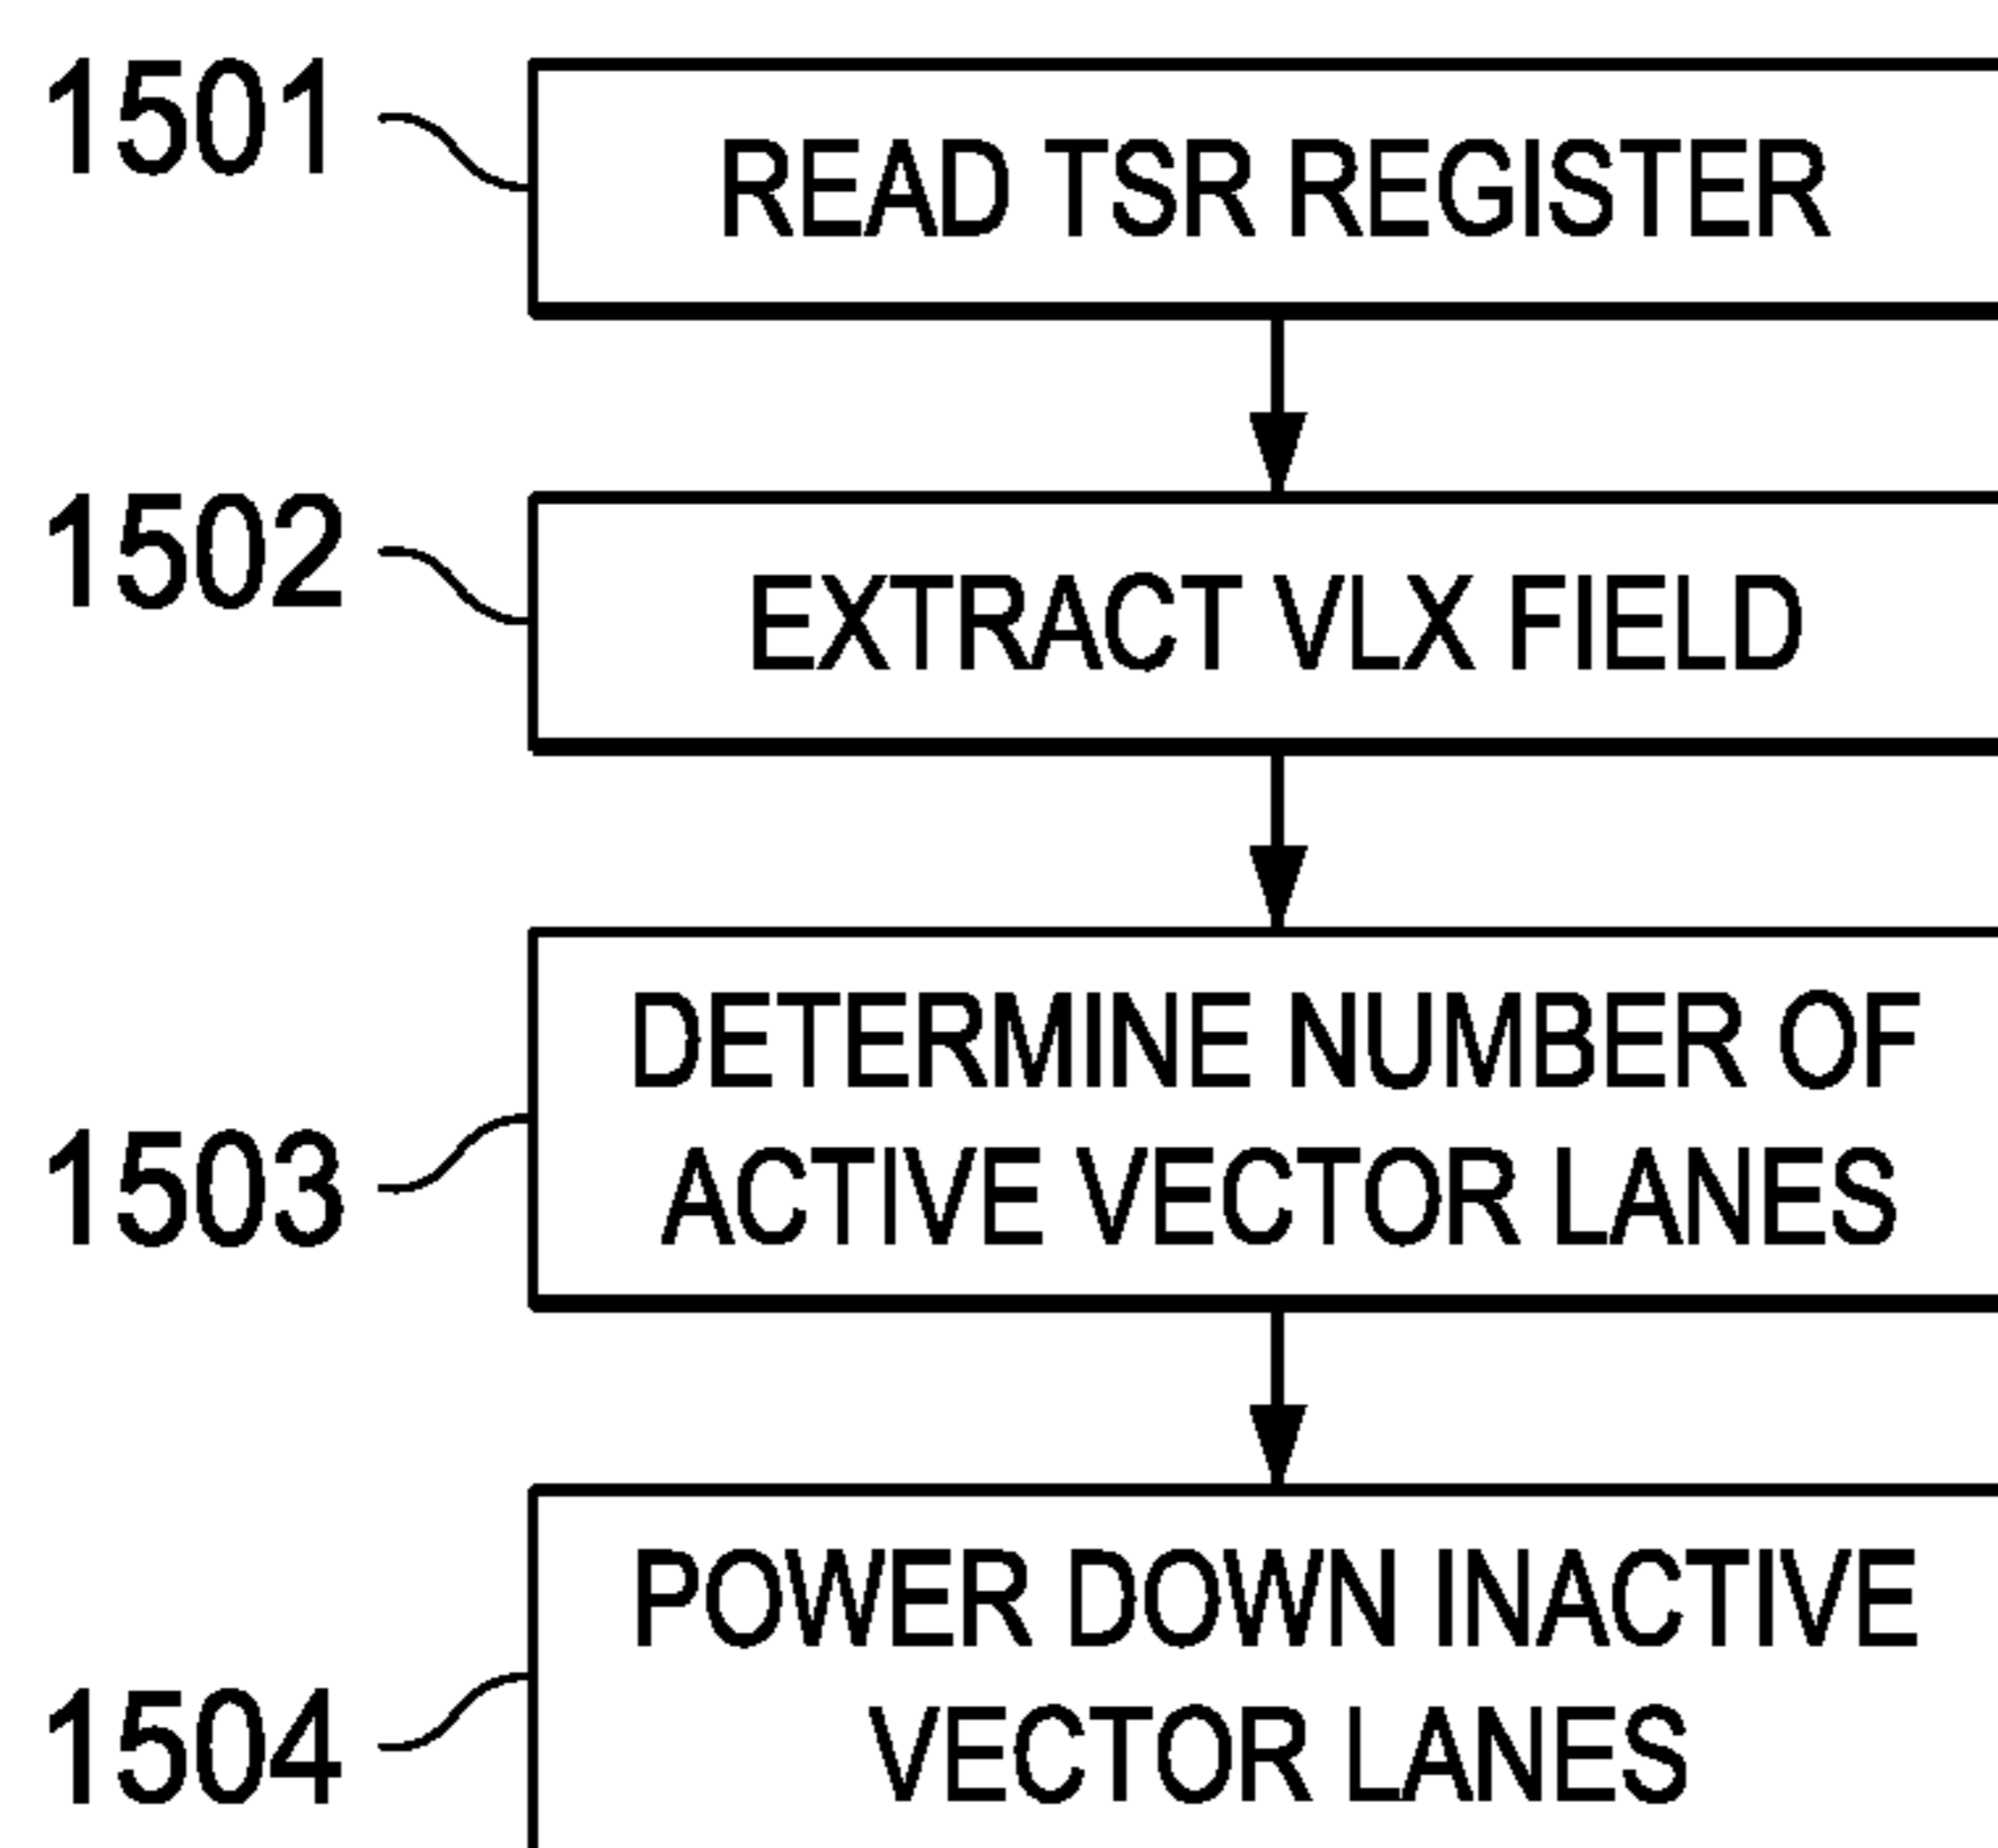 1501
READ TSR REGISTER
1502
EXTRACT VLX FIELD
1503
DETERMINE NUMBER OF
ACTIVE VECTOR LANES
1504
POWER DOWN INACTIVE
VECTOR LANES